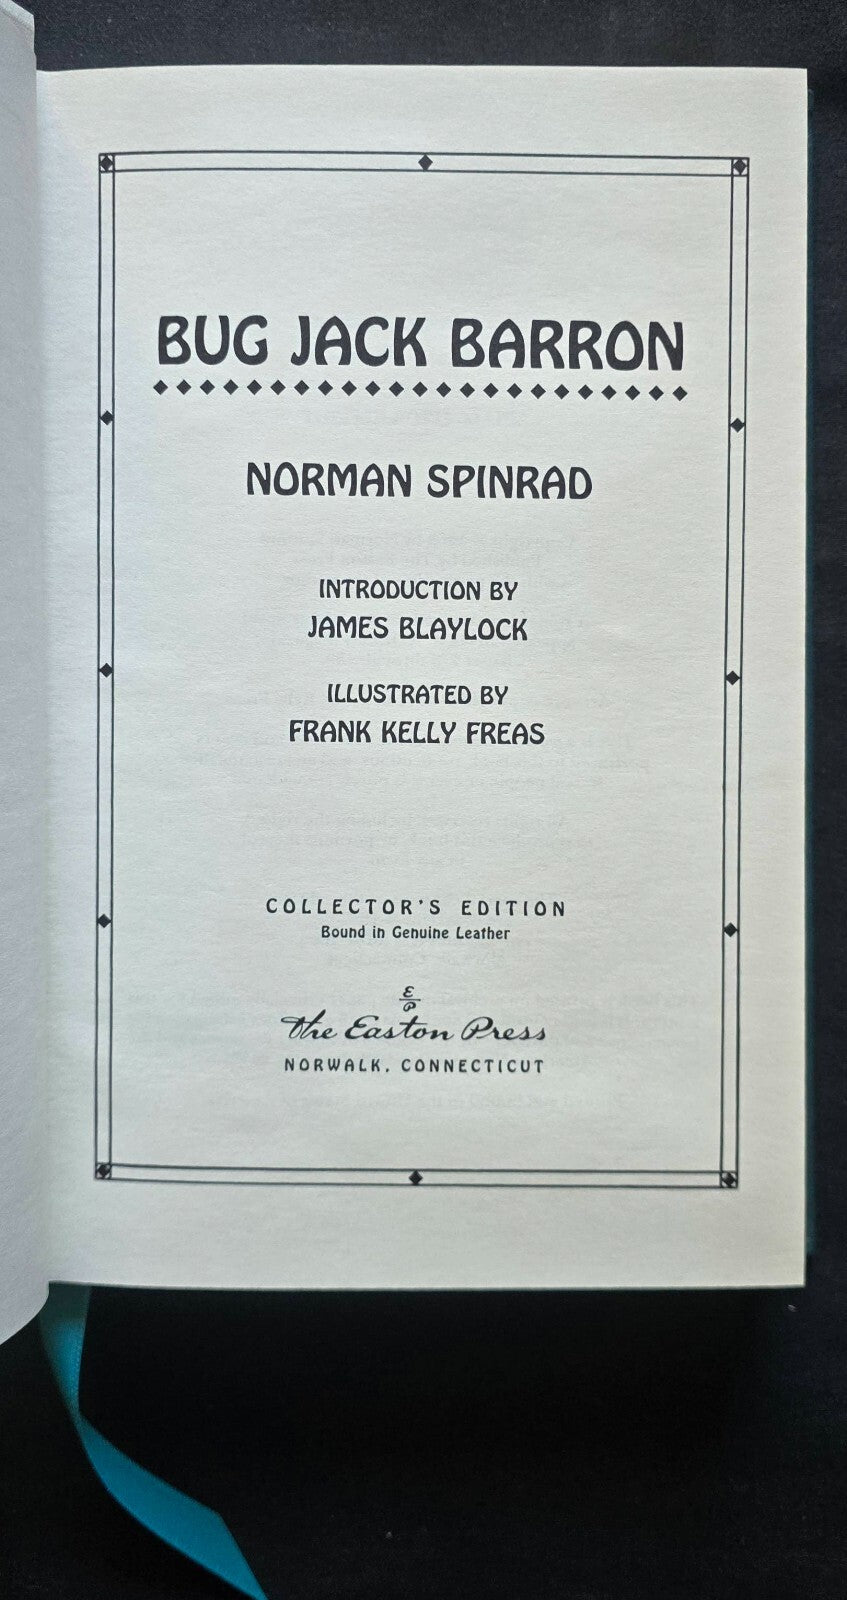 BUG JACK BARRON
NORMAN SPINRAD
INTRODUCTION BY
JAMES BLAYLOCK
ILLUSTRATED BY
FRANK KELLY FREAS
COLLECTOR'S EDITION
Bound in Genuine Leather
E
P
The Easton Press
NORWALK, CONNECTICUT